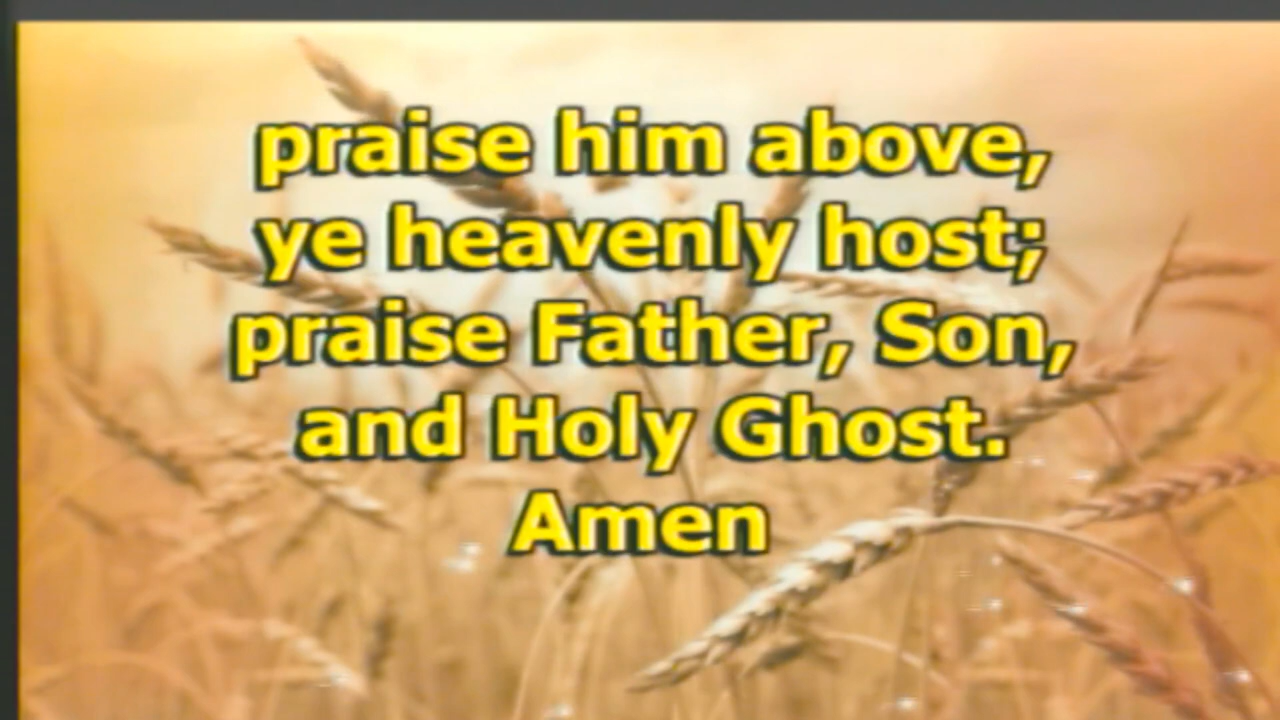 praise him above,
ye heavenly host;
praise Father, Son,
and Holy Ghost.
Amen